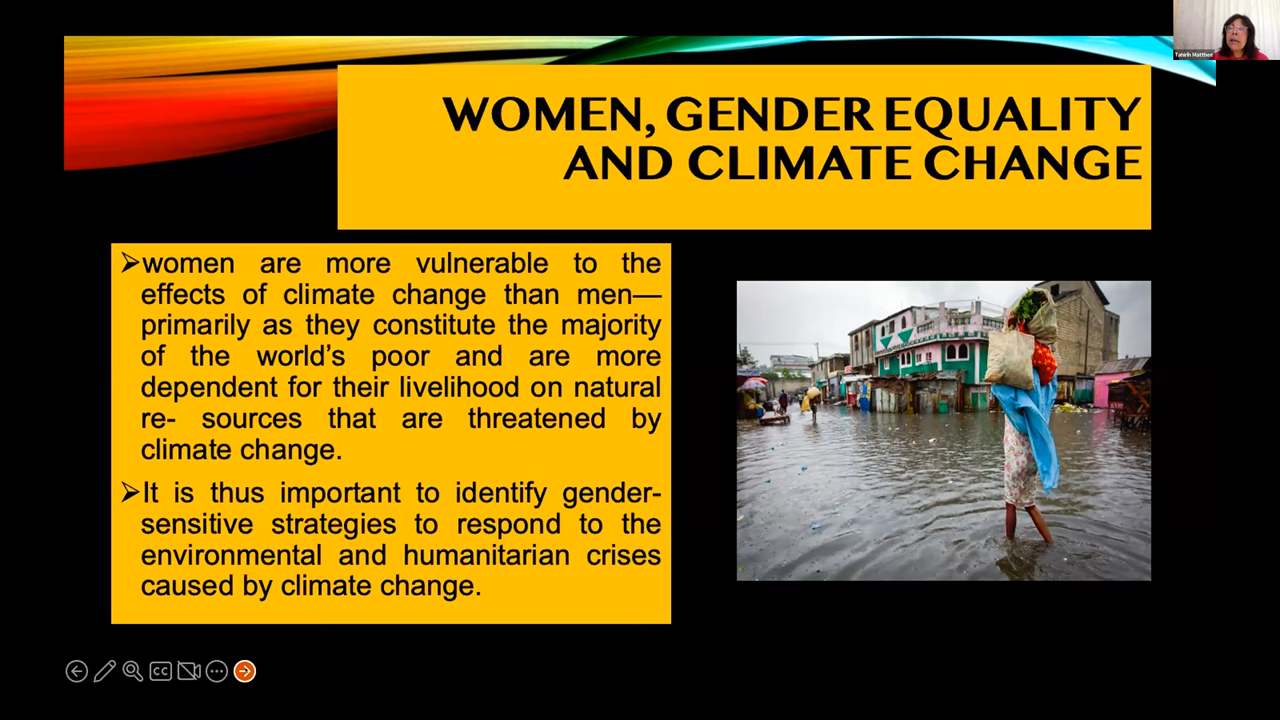 Tahirih Matthee
WOMEN, GENDER EQUALITY
AND CLIMATE CHANGE
➢women are more vulnerable to the
effects of climate change than men—
primarily as they constitute the majority
of the world’s poor and are more
dependent for their livelihood on natural
re- sources that are threatened by
climate change.
➢It is thus important to identify gender-
sensitive strategies to respond to the
environmental and humanitarian crises
caused by climate change.
CC